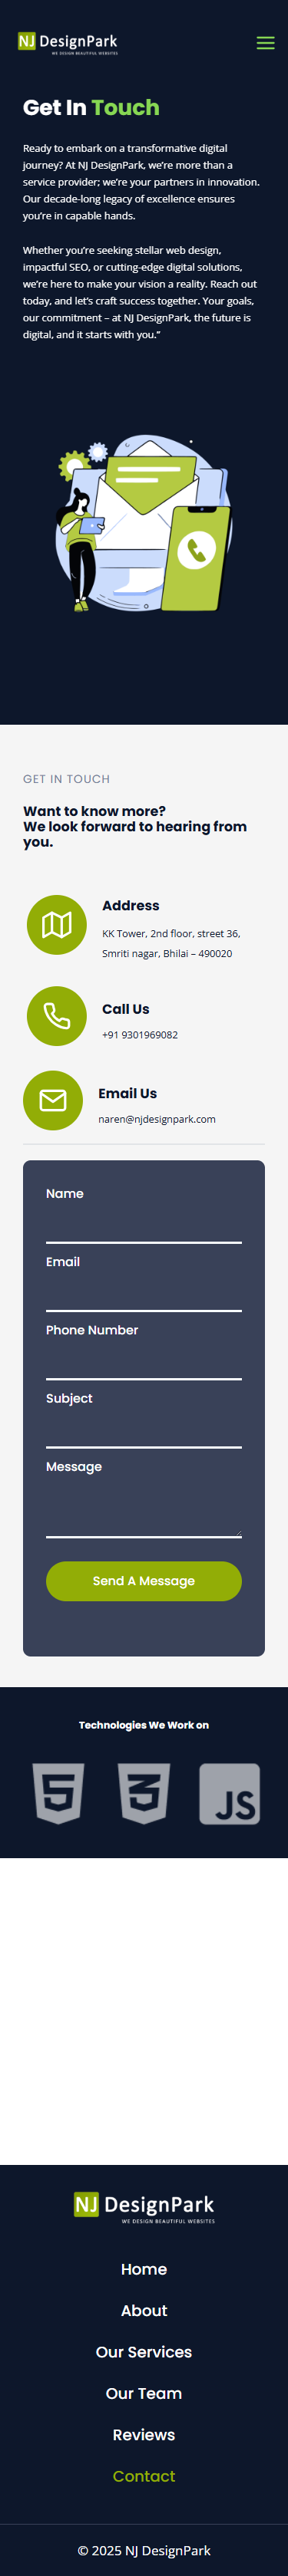 NJ DesignPark
WE DESIGN BEAUTIFUL WEBSITES
Get In Touch
Ready to embark on a transformative digital
journey? At NJ DesignPark, we’re more than a
service provider; we’re your partners in innovation.
Our decade-long legacy of excellence ensures
you’re in capable hands.
Whether you’re seeking stellar web design,
impactful SEO, or cutting-edge digital solutions,
we’re here to make your vision a reality. Reach out
today, and let’s craft success together. Your goals,
our commitment – at NJ DesignPark, the future is
digital, and it starts with you.”
GET IN TOUCH
Want to know more?
We look forward to hearing from
you.
Address
KK Tower, 2nd floor, street 36,
Smriti nagar, Bhilai – 490020
Call Us
+91 9301969082
Email Us
naren@njdesignpark.com
Name
Email
Phone Number
Subject
Message
Send A Message
Technologies We Work on
5 3 JS
NJ DesignPark
WE DESIGN BEAUTIFUL WEBSITES
Home
About
Our Services
Our Team
Reviews
Contact
© 2025 NJ DesignPark